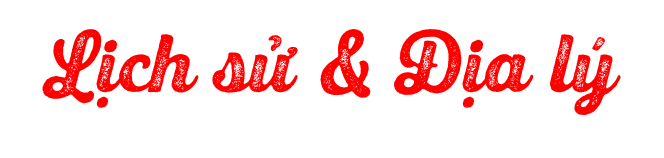 Lịch sử & Địa lý